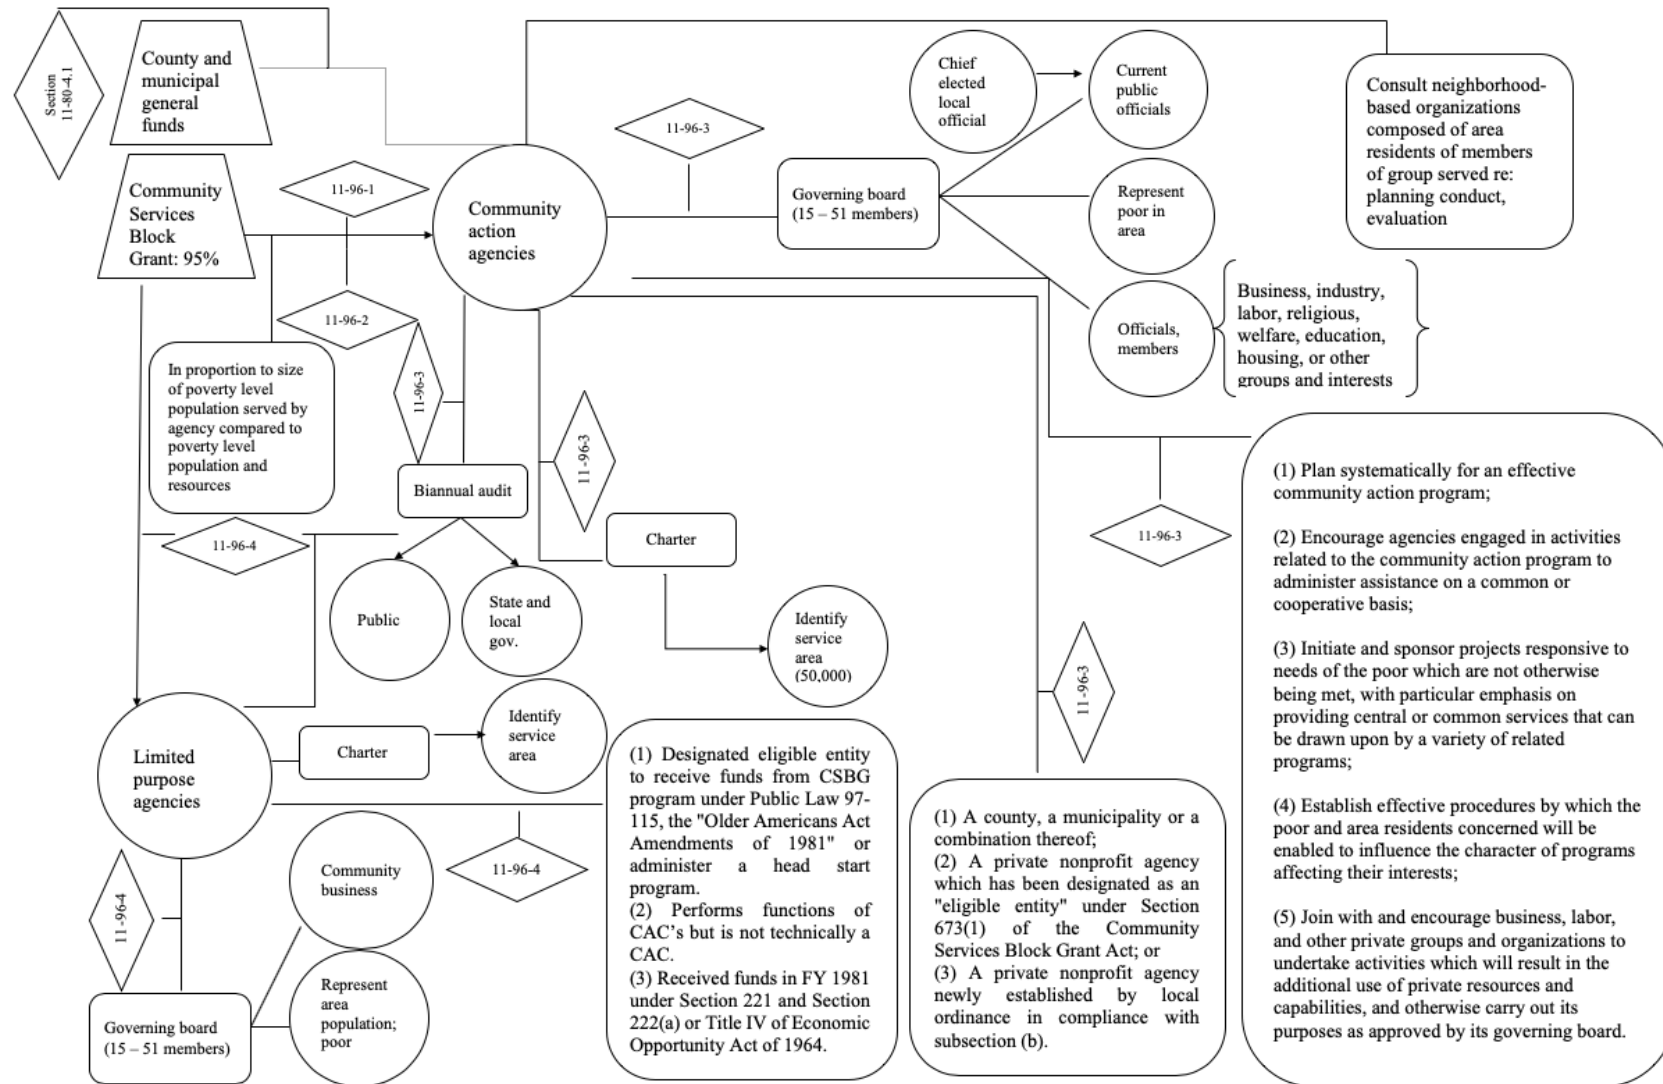 Section
11-80-4.1
County and
municipal
general
funds
Community
Services
Block
Grant: 95%
11-96-1
11-96-2
In proportion to size
of poverty level
population served by
agency compared to
poverty level
population and
resources
11-96-4
Community
action
agencies
11-96-3
Governing board
(15 – 51 members)
Chief
elected
local
official
Current
public
officials
Represent
poor in
area
Officials,
members
Business, industry,
labor, religious,
welfare, education,
housing, or other
groups and interests
Consult neighborhood-
based organizations
composed of area
residents of members
of group served re:
planning conduct,
evaluation
11-96-3
Biannual audit
Public
State and
local
gov.
11-96-3
Charter
Identify
service
area
(50,000)
11-96-3
(1) Plan systematically for an effective
community action program;
(2) Encourage agencies engaged in activities
related to the community action program to
administer assistance on a common or
cooperative basis;
(3) Initiate and sponsor projects responsive to
needs of the poor which are not otherwise
being met, with particular emphasis on
providing central or common services that can
be drawn upon by a variety of related
programs;
(4) Establish effective procedures by which the
poor and area residents concerned will be
enabled to influence the character of programs
affecting their interests;
(5) Join with and encourage business, labor,
and other private groups and organizations to
undertake activities which will result in the
additional use of private resources and
capabilities, and otherwise carry out its
purposes as approved by its governing board.
11-96-3
(1) A county, a municipality or a
combination thereof;
(2) A private nonprofit agency
which has been designated as an
"eligible entity" under Section
673(1) of the Community
Services Block Grant Act; or
(3) A private nonprofit agency
newly established by local
ordinance in compliance with
subsection (b).
Limited
purpose
agencies
Charter
Identify
service
area
11-96-4
(1) Designated eligible entity
to receive funds from CSBG
program under Public Law 97-
115, the "Older Americans Act
Amendments of 1981" or
administer a head start
program.
(2) Performs functions of
CAC's but is not technically a
CAC.
(3) Received funds in FY 1981
under Section 221 and Section
222(a) or Title IV of Economic
Opportunity Act of 1964.
11-96-4
Governing board
(15 – 51 members)
Community
business
Represent
area
population;
poor